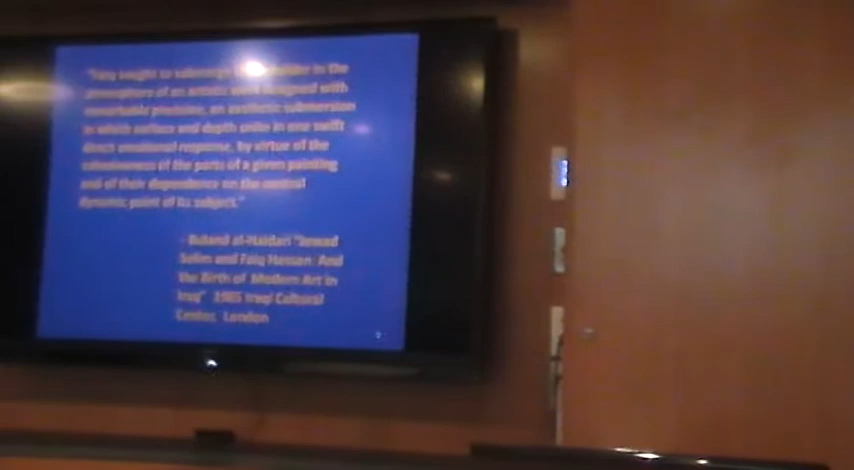 "Faiq sought to submerge in the
atmosphere of an artistic work designed with
remarkable precision, an aesthetic submersion
in which surface and depth unite in one swift
direct emotional response, by virtue of the
cohesiveness of the parts of a given painting
and of their dependence on the central
dynamic point of its subject."
- Buland al-Haidari "Jawad
Salim and Faiq Hassan And
the Birth of Modern Art in
Iraq" 1985 Iraqi Cultural
Center, London